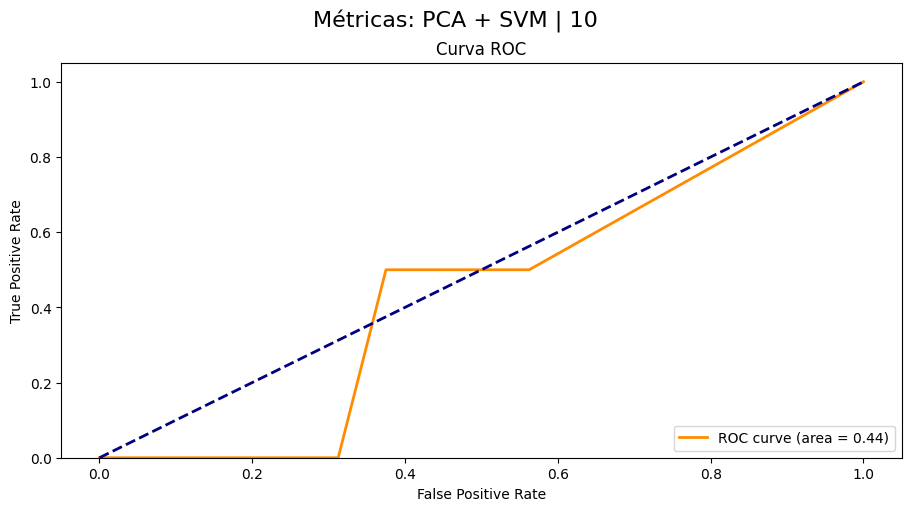 Métricas: PCA + SVM | 10
Curva ROC
True Positive Rate
1.0
0.8
0.6
0.4
0.2
0.0
0.0 0.2 0.4 0.6 0.8 1.0
False Positive Rate
ROC curve (area = 0.44)